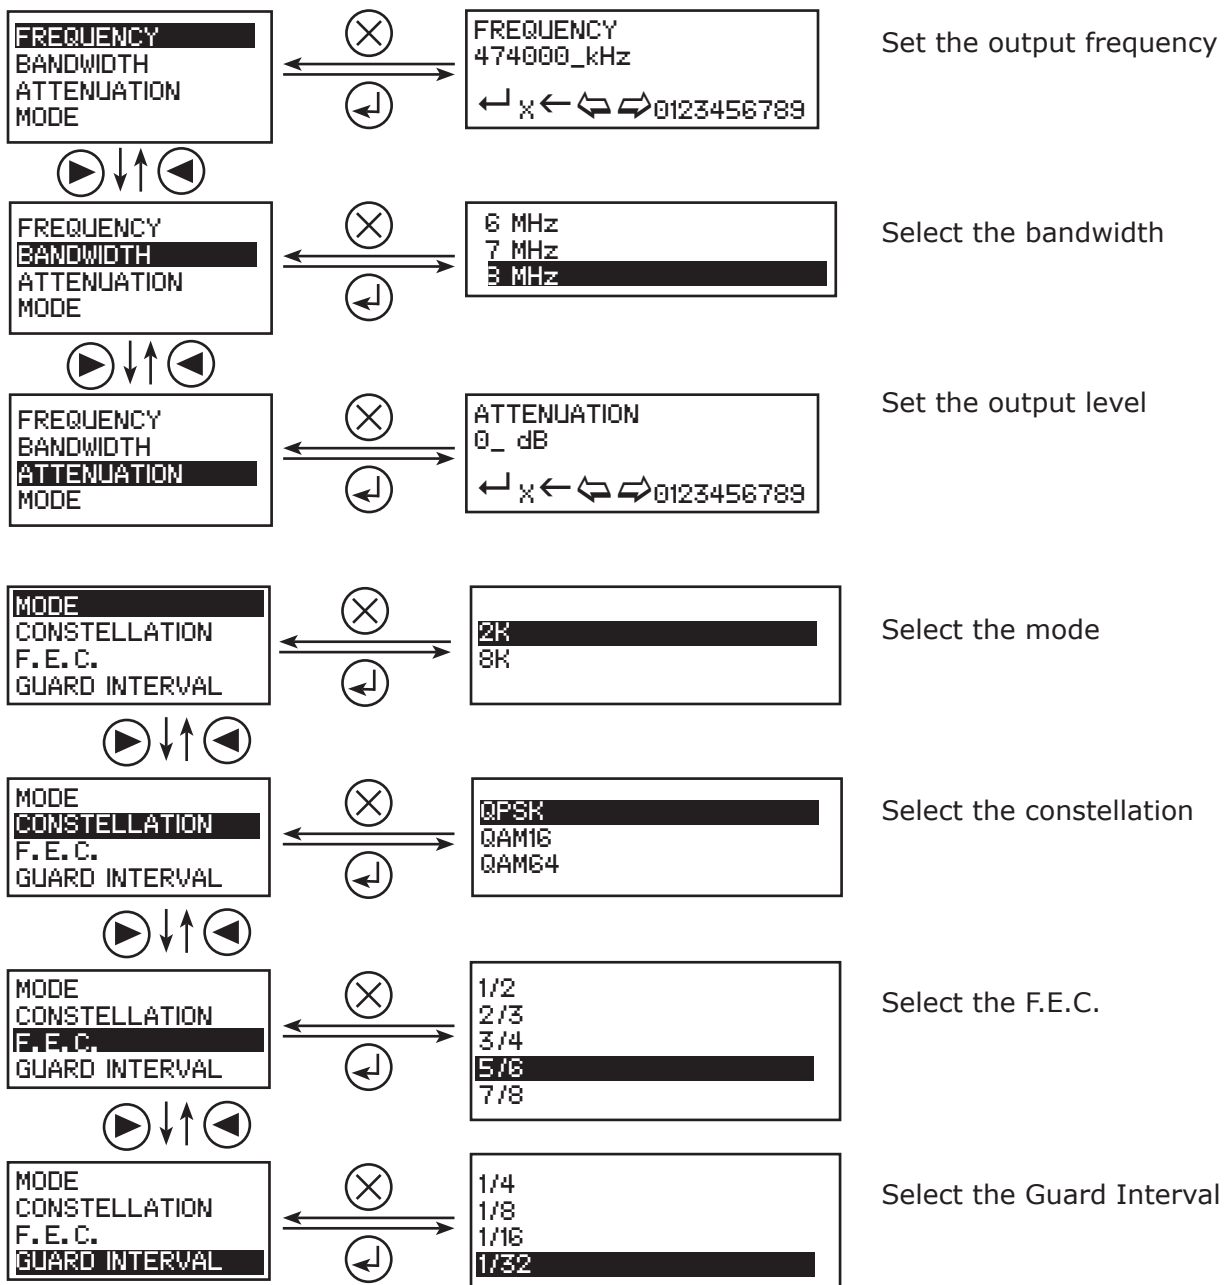 FREQUENCY
BANDWIDTH
ATTENUATION
MODE
FREQUENCY
474000_kHz
X 0123456789
Set the output frequency
FREQUENCY
BANDWIDTH
ATTENUATION
MODE
6 MHz
7 MHz
8 MHz
Select the bandwidth
FREQUENCY
BANDWIDTH
ATTENUATION
MODE
ATTENUATION
0_ dB
X 0123456789
Set the output level
MODE
CONSTELLATION
F.E.C.
GUARD INTERVAL
2K
8K
Select the mode
MODE
CONSTELLATION
F.E.C.
GUARD INTERVAL
QPSK
QAM16
QAM64
Select the constellation
MODE
CONSTELLATION
F.E.C.
GUARD INTERVAL
1/2
2/3
3/4
5/6
7/8
Select the F.E.C.
MODE
CONSTELLATION
F.E.C.
GUARD INTERVAL
1/4
1/8
1/16
1/32
Select the Guard Interval